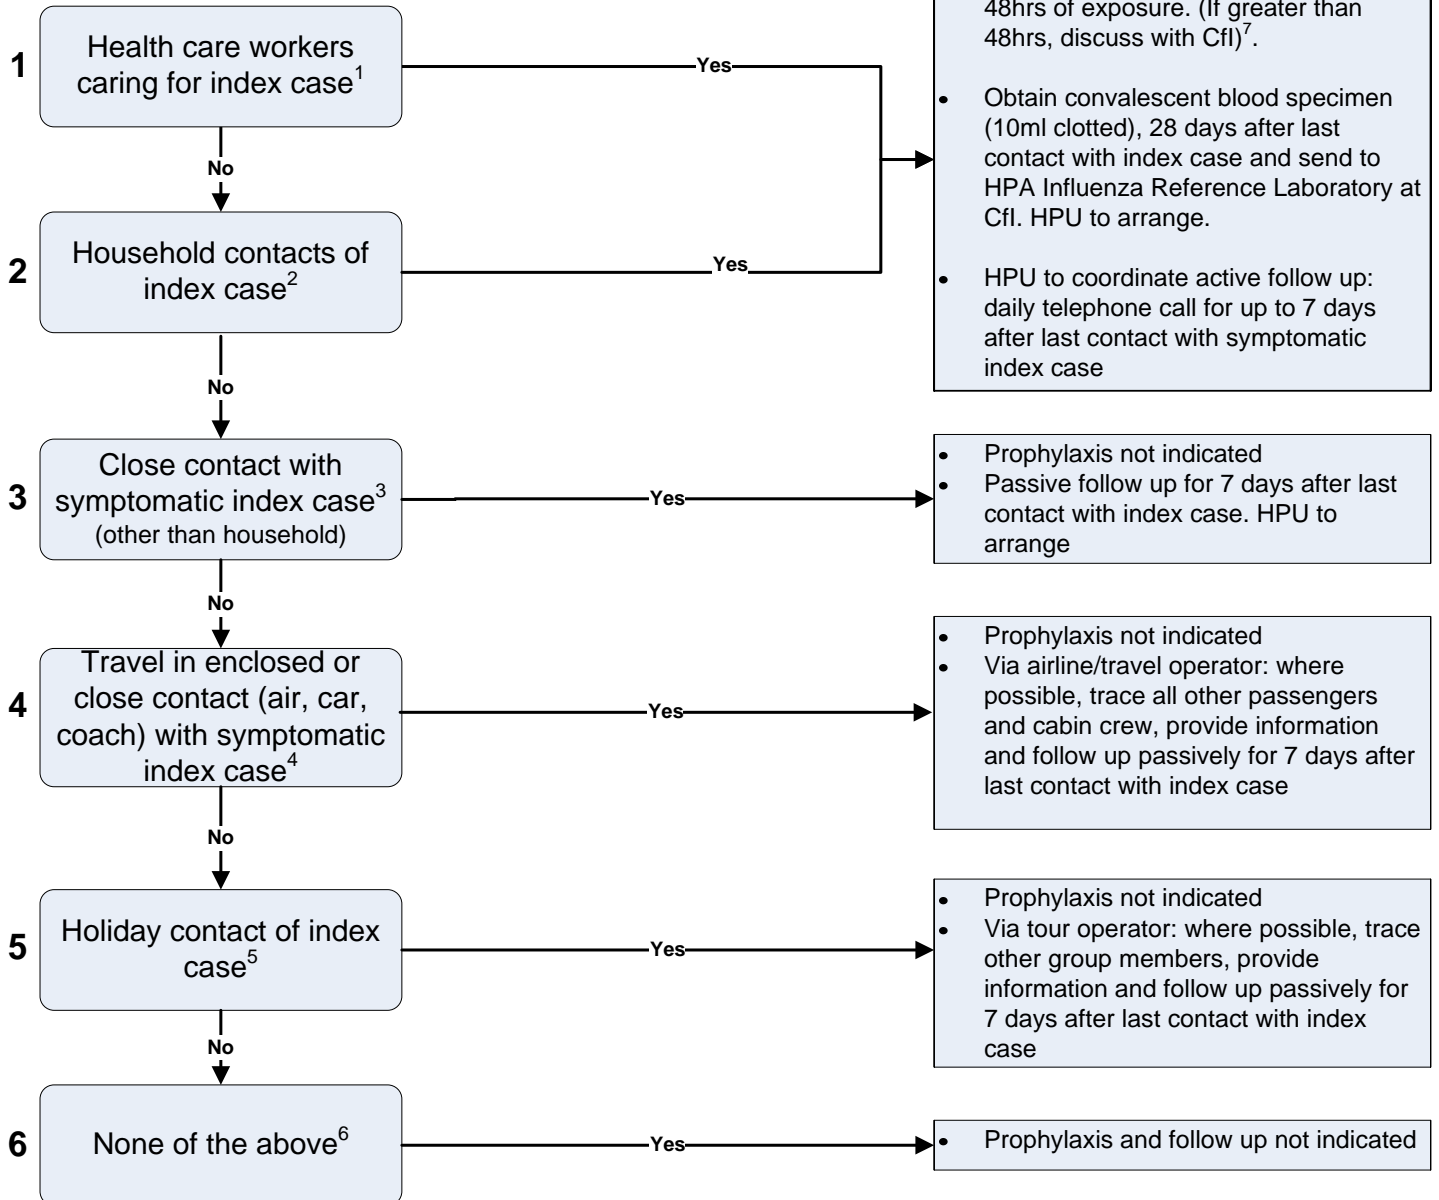 48hrs of exposure. (If greater than
48hrs, discuss with CfI)7.
1
Health care workers
caring for index case1
Yes
• Obtain convalescent blood specimen
(10ml clotted), 28 days after last
contact with index case and send to
HPA Influenza Reference Laboratory at
CfI. HPU to arrange.
No
2
Household contacts of
index case2
Yes
• HPU to coordinate active follow up:
daily telephone call for up to 7 days
after last contact with symptomatic
index case
No
3
Close contact with
symptomatic index case3
(other than household)
Yes
• Prophylaxis not indicated
• Passive follow up for 7 days after last
contact with index case. HPU to
arrange
No
4
Travel in enclosed or
close contact (air, car,
coach) with symptomatic
index case4
Yes
• Prophylaxis not indicated
• Via airline/travel operator: where
possible, trace all other passengers
and cabin crew, provide information
and follow up passively for 7 days after
last contact with index case
No
5
Holiday contact of index
case5
Yes
• Prophylaxis not indicated
• Via tour operator: where possible, trace
other group members, provide
information and follow up passively for
7 days after last contact with index
case
No
6
None of the above6
Yes
• Prophylaxis and follow up not indicated